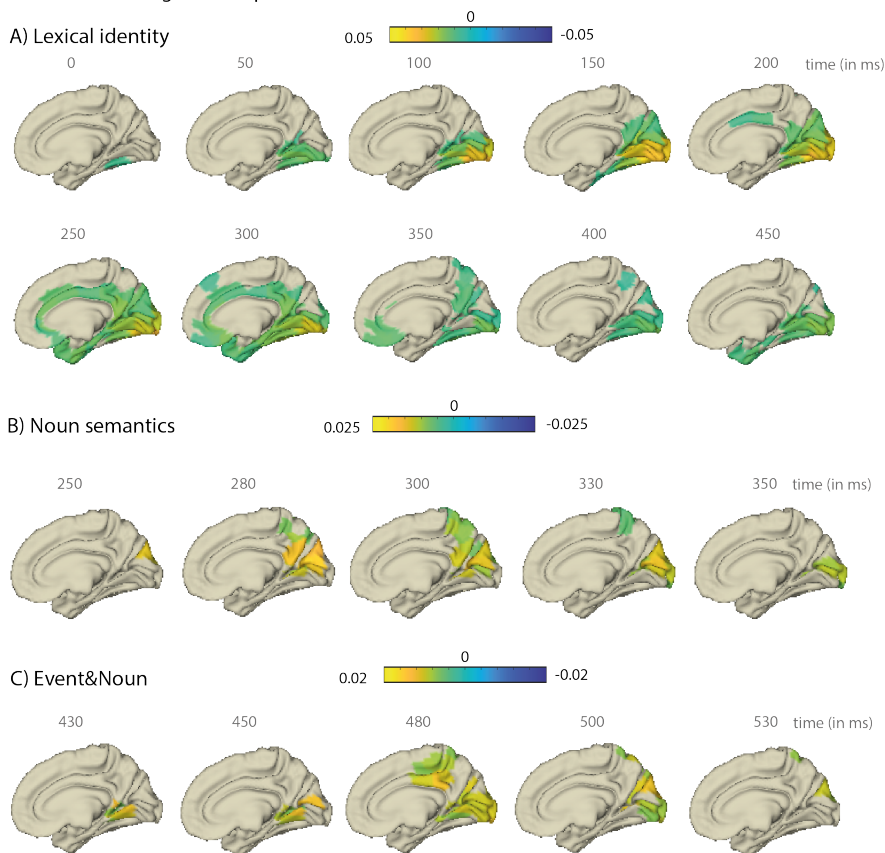 0
A) Lexical identity
0.05
-0.05
0 50 100 150 200 time (in ms)
250 300 350 400 450
0
B) Noun semantics
0.025
-0.025
250 280 300 330 350 time (in ms)
0
C) Event&Noun
0.02
-0.02
430 450 480 500 530 time (in ms)